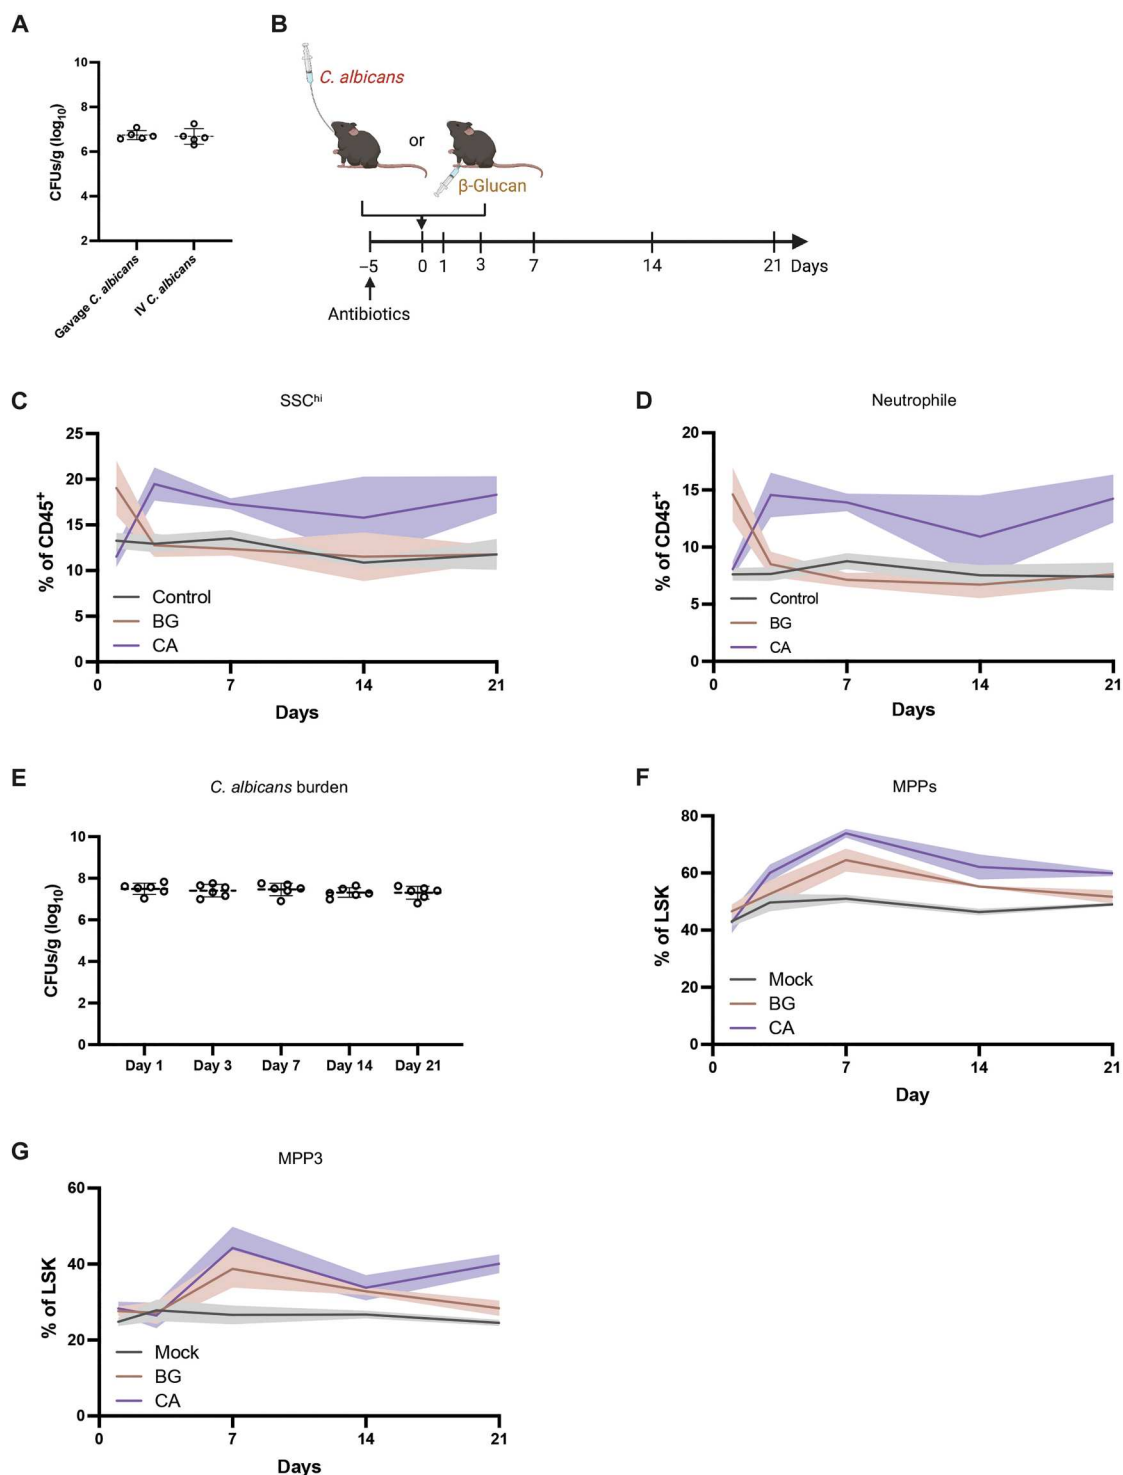 A
10
8
6
4
2
CFUs/g (log10)
Gavage C. albicans
IV C. albicans
B
C. albicans
or
β-Glucan
–5 0 1 3 7 14 21 Days
Antibiotics
C
SSChi
25
20
15
10
5
0
% of CD45+
Control
BG
CA
0 7 14 21
Days
D
Neutrophile
20
15
10
5
0
% of CD45+
Control
BG
CA
0 7 14 21
Days
E
C. albicans burden
10
8
6
4
2
0
CFUs/g (log10)
Day 1 Day 3 Day 7 Day 14 Day 21
F
MPPs
80
60
40
20
0
% of LSK
Mock
BG
CA
0 7 14 21
Day
G
MPP3
60
40
20
0
% of LSK
Mock
BG
CA
0 7 14 21
Days